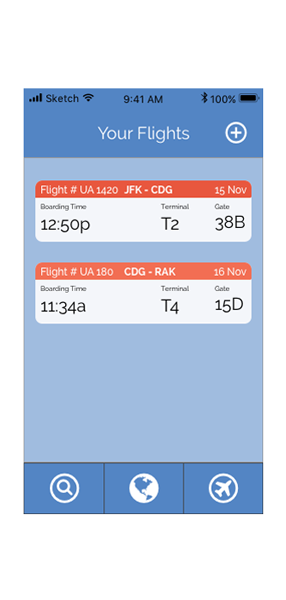 Sketch 9:41 AM 100%
Your Flights
Flight # UA 1420 JFK - CDG 15 Nov
Boarding Time Terminal Gate
12:50p T2 38B
Flight # UA 180 CDG - RAK 16 Nov
Boarding Time Terminal Gate
11:34a T4 15D